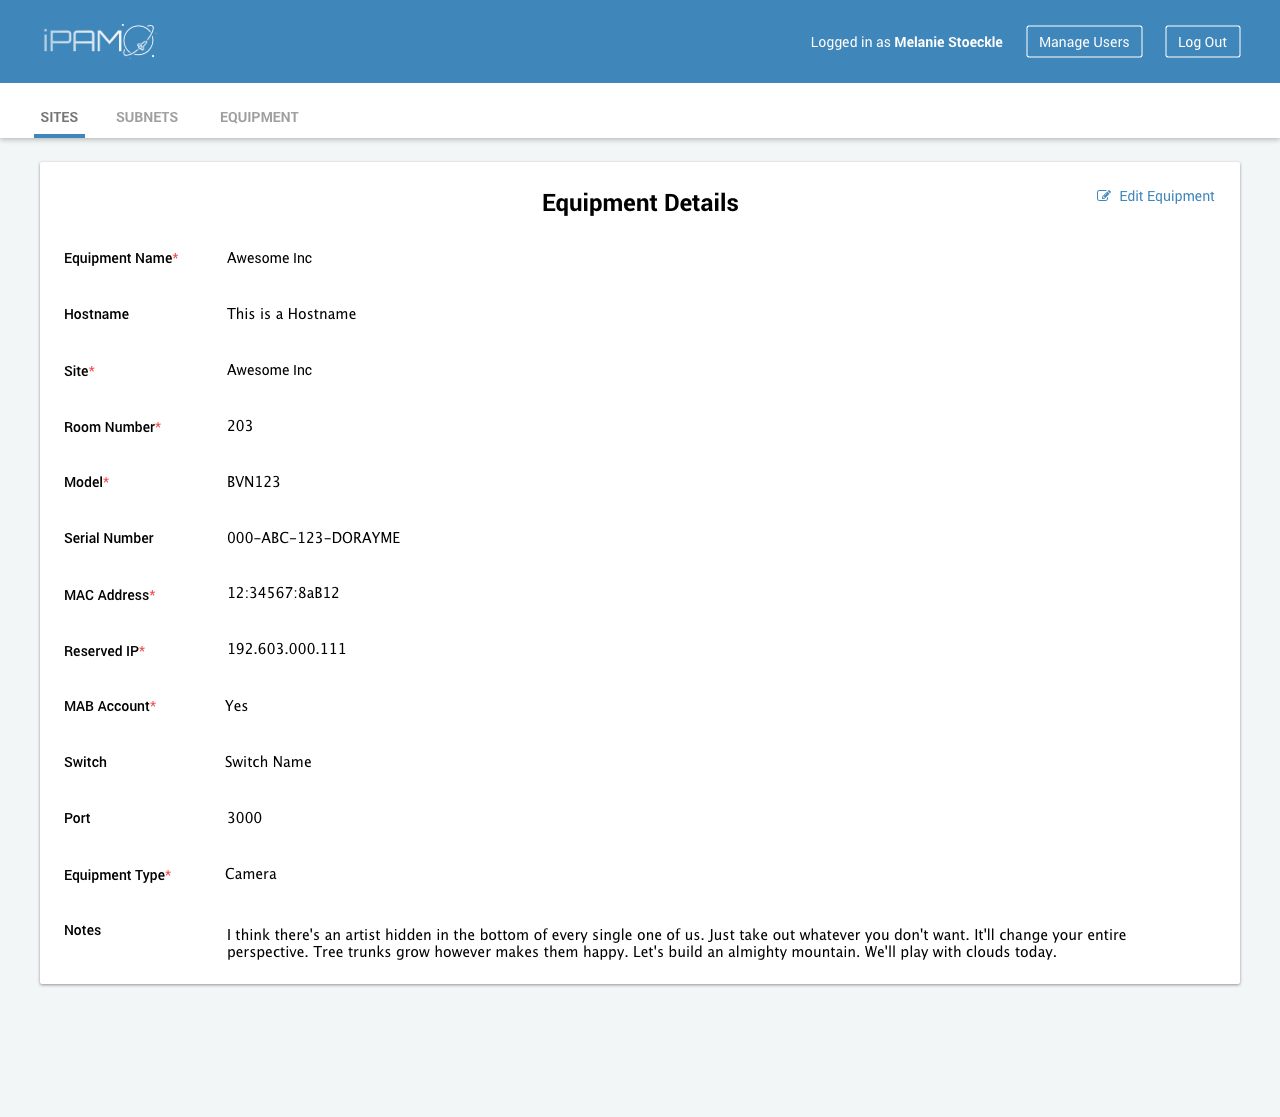 iPAM
Logged in as Melanie Stoeckle
Manage Users
Log Out
SITES
SUBNETS
EQUIPMENT
Equipment Details
Edit Equipment
Equipment Name* Awesome Inc
Hostname This is a Hostname
Site* Awesome Inc
Room Number* 203
Model* BVN123
Serial Number 000-ABC-123-DORAYME
MAC Address* 12:34567:8aB12
Reserved IP* 192.603.000.111
MAB Account* Yes
Switch Switch Name
Port 3000
Equipment Type* Camera
Notes I think there's an artist hidden in the bottom of every single one of us. Just take out whatever you don't want. It'll change your entire
perspective. Tree trunks grow however makes them happy. Let's build an almighty mountain. We'll play with clouds today.